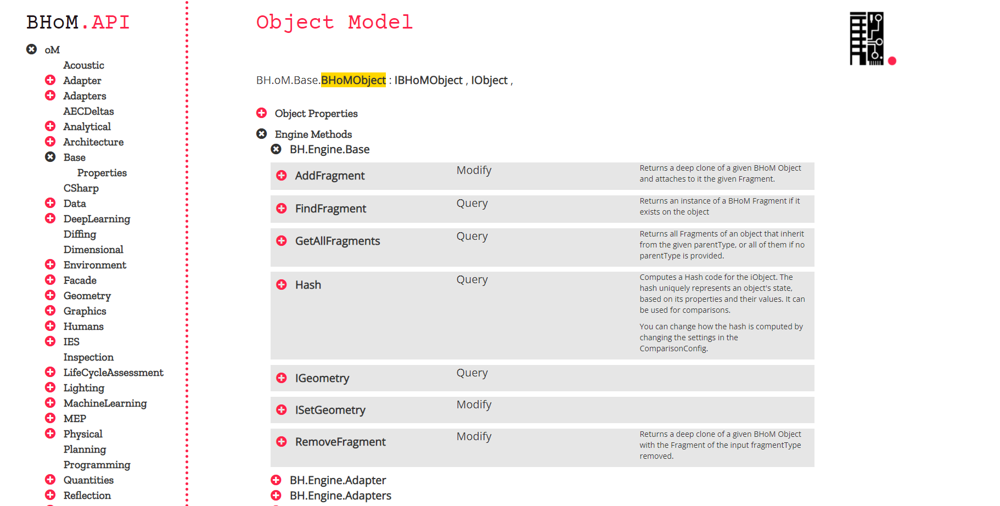 BHoM.API
oM
Acoustic
Adapter
Adapters
AECDeltas
Analytical
Architecture
Base
Properties
CSharp
Data
DeepLearning
Diffing
Dimensional
Environment
Facade
Geometry
Graphics
Humans
IES
Inspection
LifeCycleAssessment
Lighting
MachineLearning
MEP
Physical
Planning
Programming
Quantities
Reflection
Object Model
BH.oM.Base.BHoMObject : IBHoMObject , IObject ,
Object Properties
Engine Methods
BH.Engine.Base
AddFragment Modify
Returns a deep clone of a given BHoM Object
and attaches to it the given Fragment.
FindFragment Query
Returns an instance of a BHoM Fragment if it
exists on the object
GetAllFragments Query
Returns all Fragments of an object that inherit
from the given parentType, or all of them if no
parentType is provided.
Hash Query
Computes a Hash code for the iObject. The
hash uniquely represents an object's state,
based on its properties and their values. It can
be used for comparisons.
You can change how the hash is computed by
changing the settings in the
ComparisonConfig.
IGeometry Query
ISetGeometry Modify
RemoveFragment Modify
Returns a deep clone of a given BHoM Object
with the Fragment of the input fragmentType
removed.
BH.Engine.Adapter
BH.Engine.Adapters